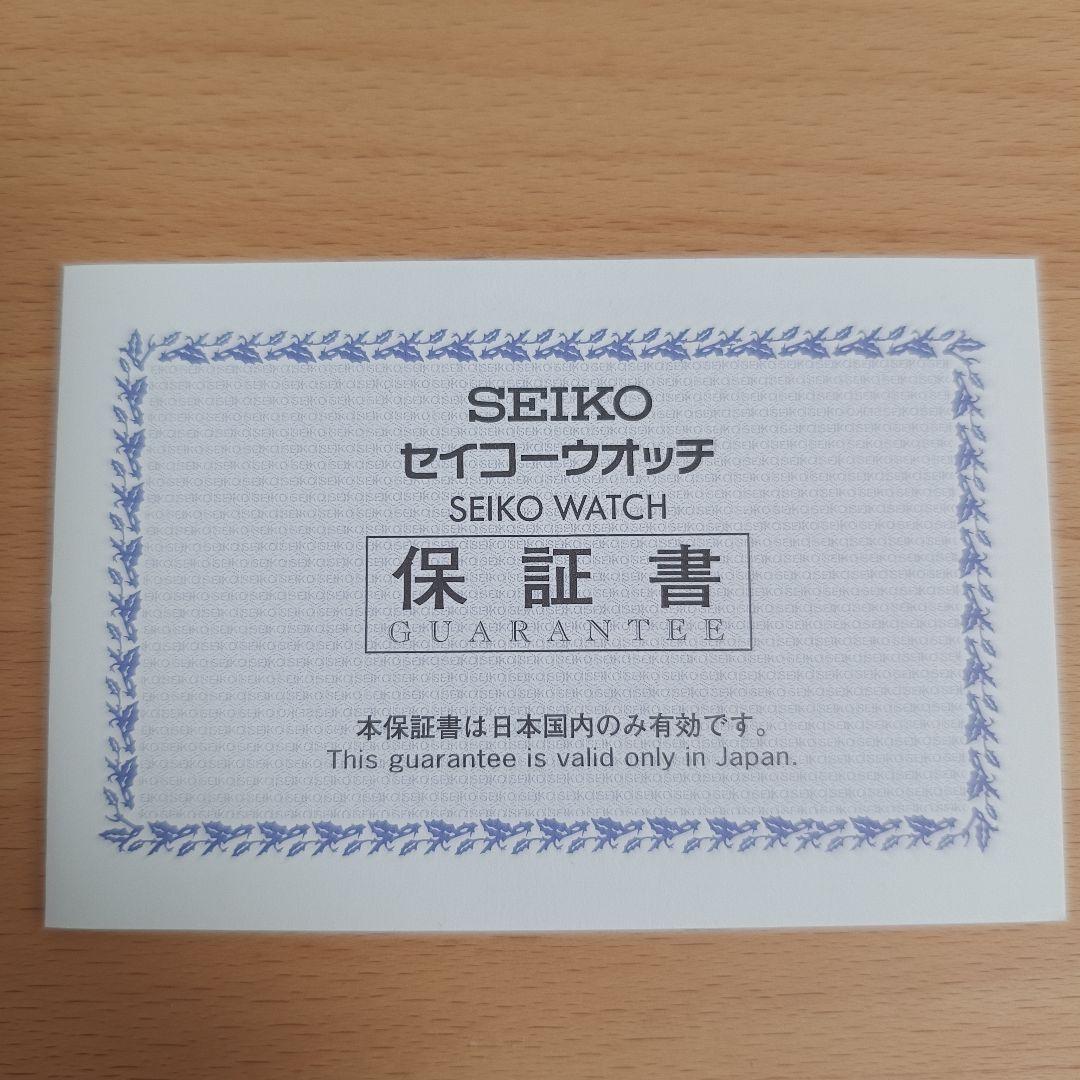 SEIKO
セイコーウオッチ
SEIKO WATCH
保証書
GUARANTEE
本保証書は日本国内のみ有効です。
This guarantee is valid only in Japan.